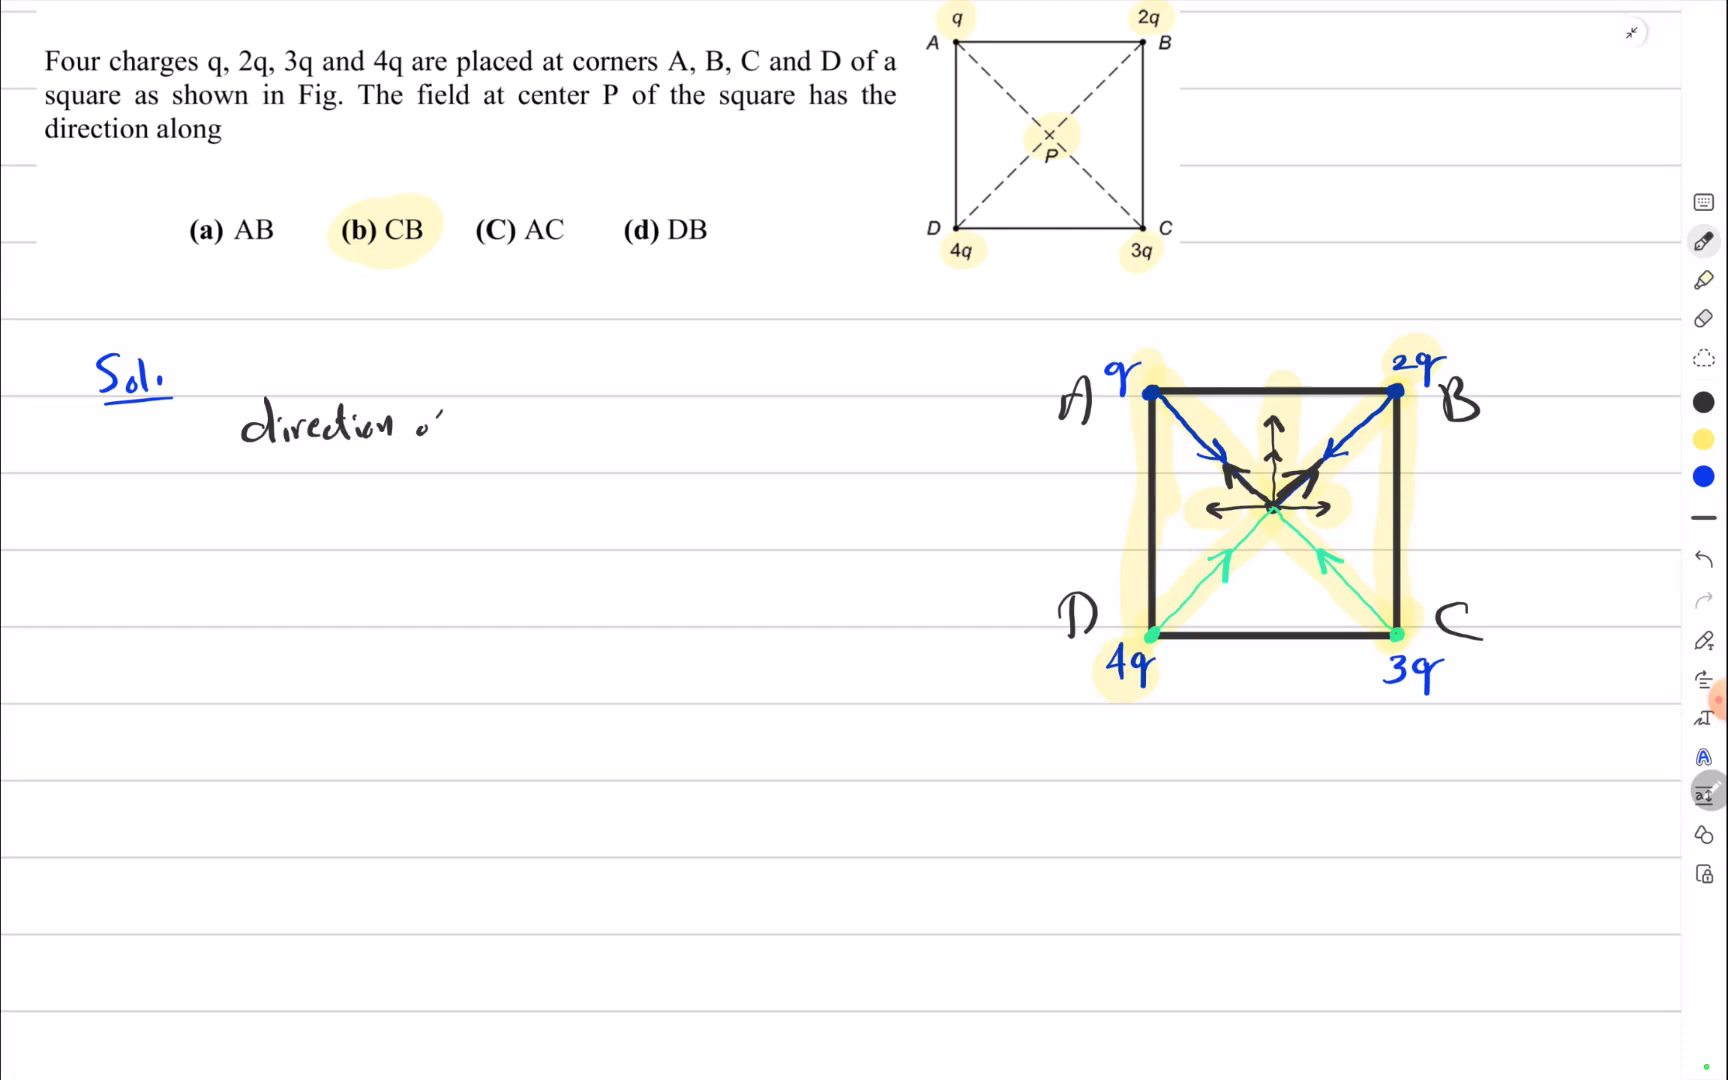 Four charges q, 2q, 3q and 4q are placed at corners A, B, C and D of a
square as shown in Fig. The field at center P of the square has the
direction along
(a) AB (b) CB (C) AC (d) DB
q 2q
A B
P
D C
4q 3q
Sol.
direction
q 2q
A B
D C
4q 3q